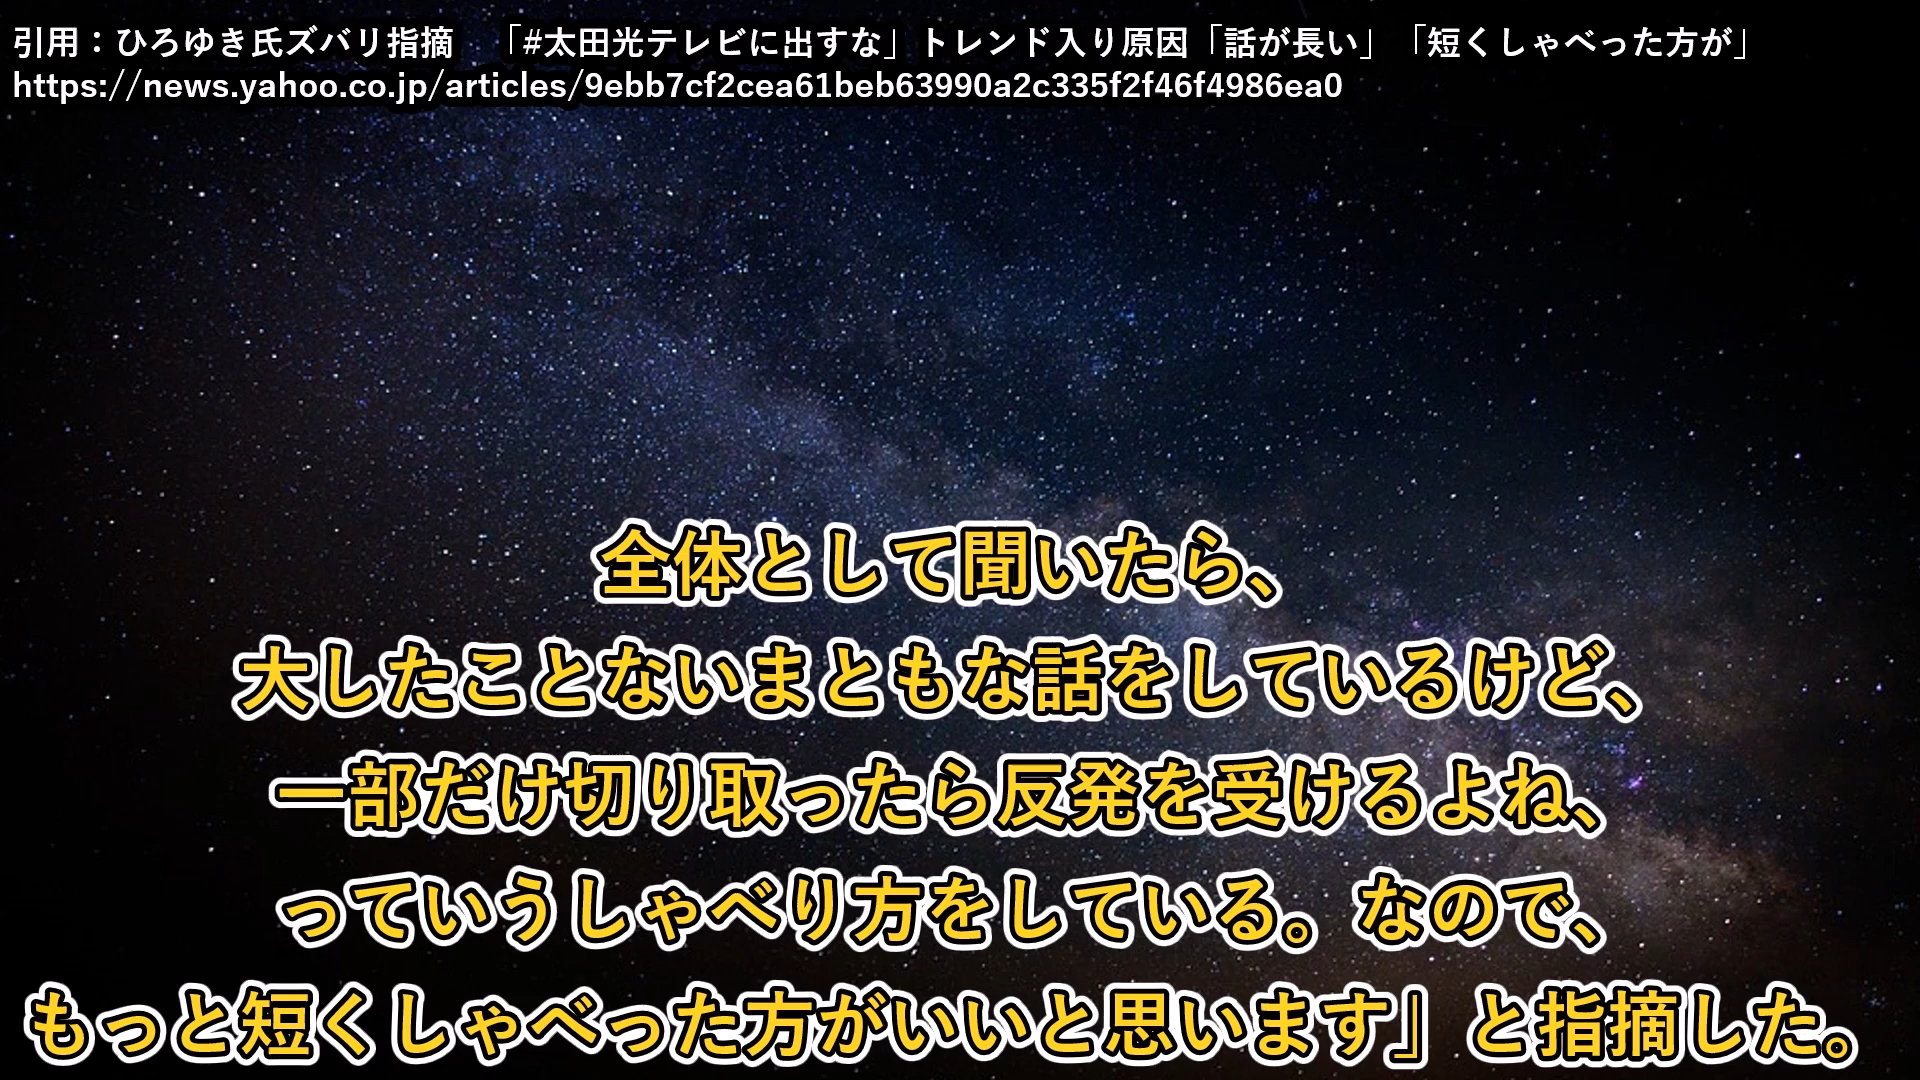 引用：ひろゆき氏ズバリ指摘　「#太田光テレビに出すな」トレンド入り原因「話が長い」「短くしゃべった方が」
https://news.yahoo.co.jp/articles/9ebb7cf2cea61beb63990a2c335f2f46f4986ea0
全体として聞いたら、
大したことないまともな話をしているけど、
一部だけ切り取ったら反発を受けるよね、
っていうしゃべり方をしている。なので、
もっと短くしゃべった方がいいと思います」と指摘した。